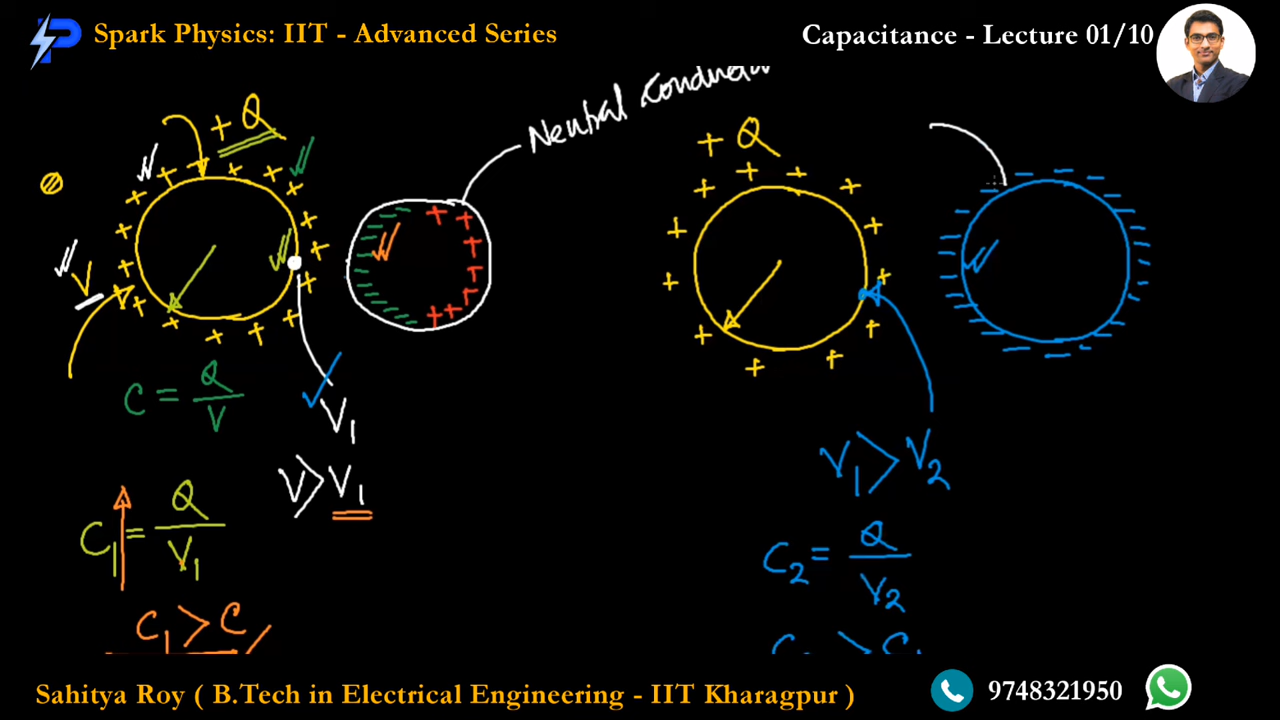 Spark Physics: IIT - Advanced Series
Capacitance - Lecture 01/10
+ Q
Neutral Conductor
V
C = Q/V
V₁
V > V₁
C₁ = Q/V₁
C₁ > C
+ Q
V₁ > V₂
C₂ = Q/V₂
Sahitya Roy ( B.Tech in Electrical Engineering - IIT Kharagpur )
9748321950